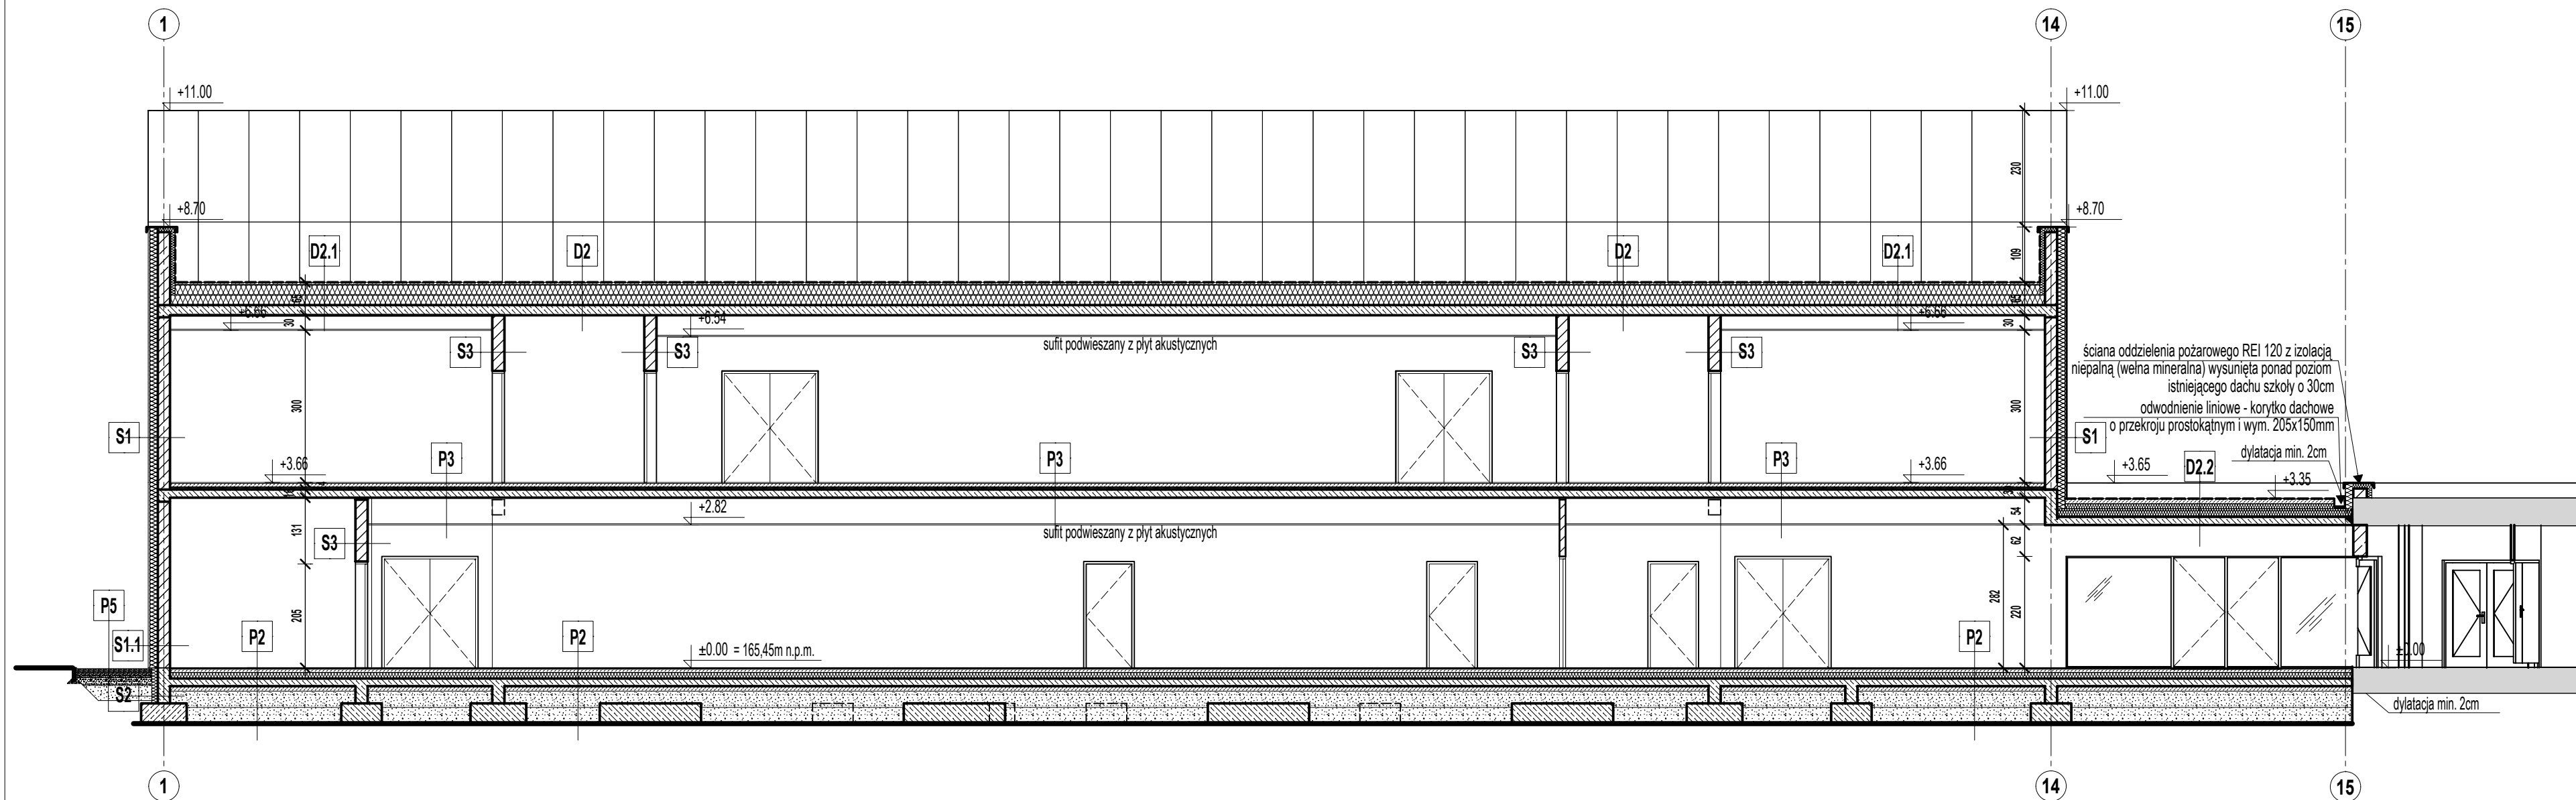 1
14
15
+11.00
+11.00
230
+8.70
+8.70
D2.1
D2
D2
D2.1
109
65
65
+6.66
30
+6.54
+6.66
30
S3
S3
S3
S3
sufit podwieszany z płyt akustycznych
ściana oddzielenia pożarowego REI 120 z izolacją
niepalną (wełna mineralna) wysunięta ponad poziom
istniejącego dachu szkoły o 30cm
odwodnienie liniowe - korytko dachowe
o przekroju prostokątnym i wym. 205x150mm
dylatacja min. 2cm
300
300
S1
S1
P3
P3
P3
+3.66
+3.66
+3.65
D2.2
+3.35
14
16
30
+2.82
54
131
S3
sufit podwieszany z płyt akustycznych
62
282
220
205
P5
S1.1
P2
P2
P2
±0.00 = 165,45m n.p.m.
±0.00
S2
dylatacja min. 2cm
1
14
15